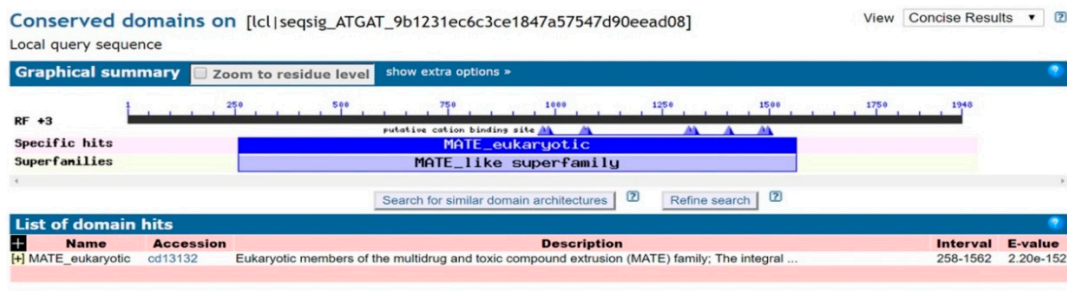 Conserved domains on [lcl|seqsig_ATGAT_9b1231ec6c3ce1847a57547d90eead08]
View Concise Results ▼ ?
Local query sequence
Graphical summary Zoom to residue level show extra options » ?
1 250 500 750 1000 1250 1500 1750 1948
RF +3
putative cation binding site
Specific hits MATE_eukaryotic
Superfamilies MATE_like superfamily
Search for similar domain architectures ? Refine search ?
List of domain hits ?
+ Name Accession Description Interval E-value
[+] MATE_eukaryotic cd13132 Eukaryotic members of the multidrug and toxic compound extrusion (MATE) family; The integral ... 258-1562 2.20e-152